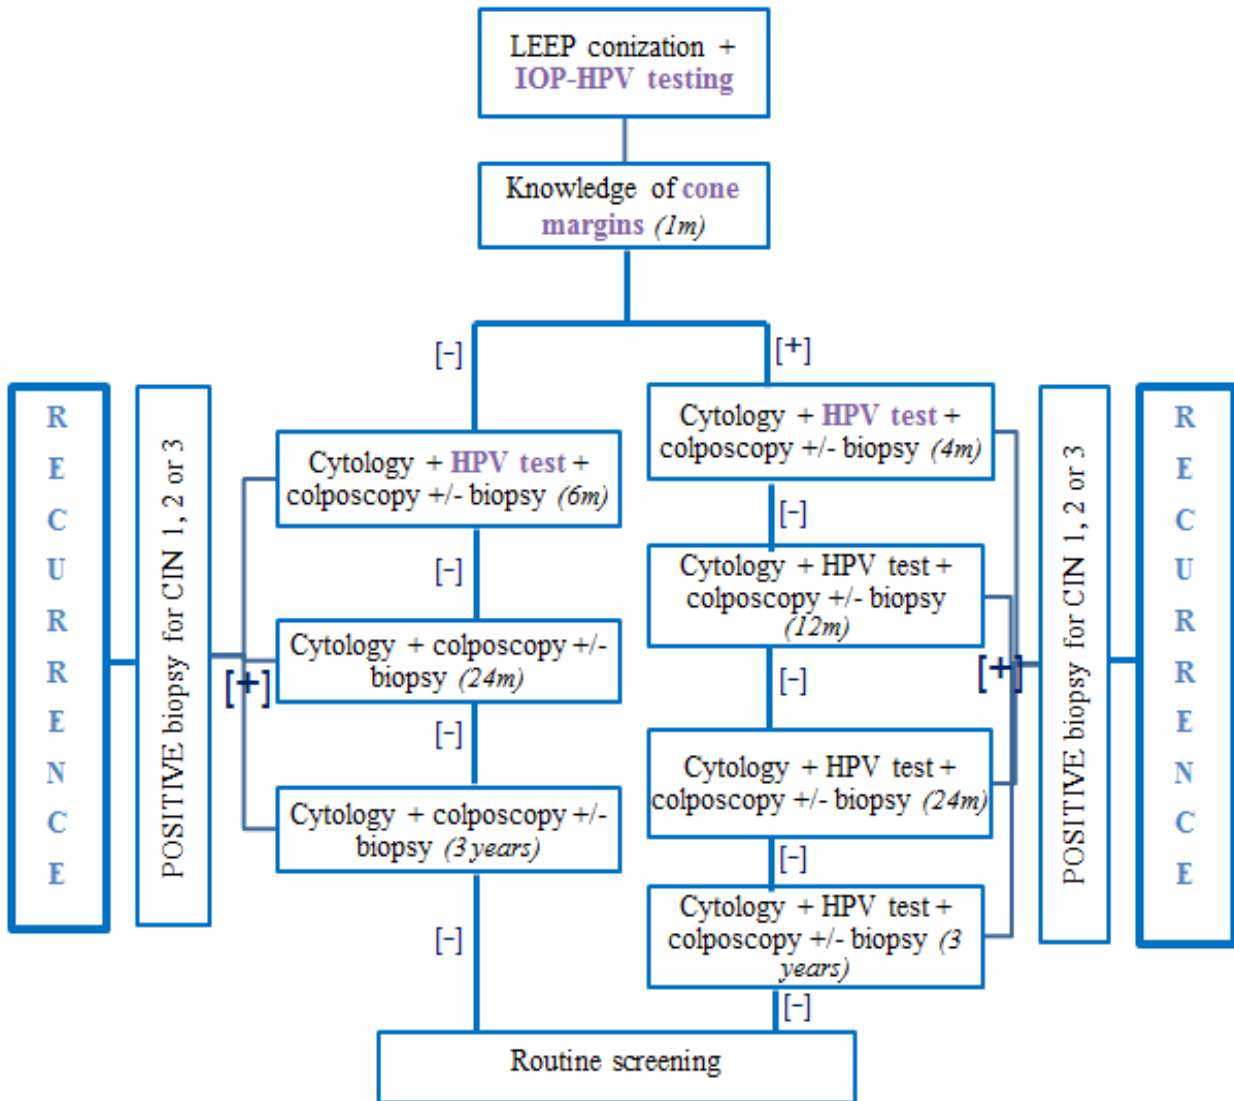 LEEP conization +
IOP-HPV testing
Knowledge of cone
margins (1m)
[-]
[+]
R
E
C
U
R
R
E
N
C
E
POSITIVE biopsy for CIN 1, 2 or 3
[+]
Cytology + HPV test +
colposcopy +/- biopsy (6m)
[-]
Cytology + colposcopy +/-
biopsy (24m)
[-]
Cytology + colposcopy +/-
biopsy (3 years)
[-]
Cytology + HPV test +
colposcopy +/- biopsy (4m)
[-]
Cytology + HPV test +
colposcopy +/- biopsy
(12m)
[-]
Cytology + HPV test +
colposcopy +/- biopsy (24m)
[-]
Cytology + HPV test +
colposcopy +/- biopsy (3
years)
[-]
[+]
POSITIVE biopsy for CIN 1, 2 or 3
R
E
C
U
R
R
E
N
C
E
Routine screening